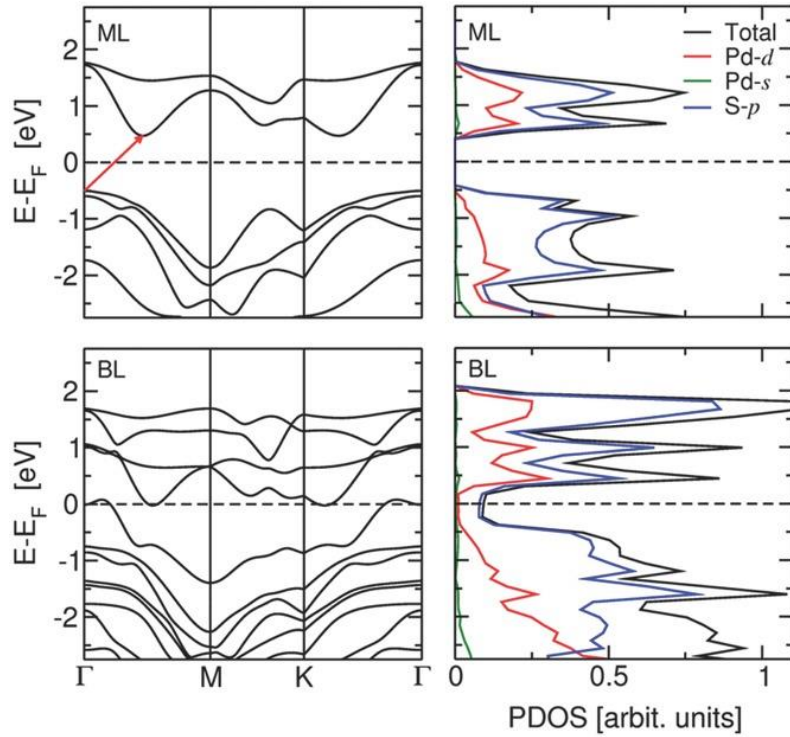 ML
E-E_F [eV]
2
1
0
-1
-2
ML
Total
Pd-d
Pd-s
S-p
BL
E-E_F [eV]
2
1
0
-1
-2
Γ M K Γ
BL
0 0.5 1
PDOS [arbit. units]